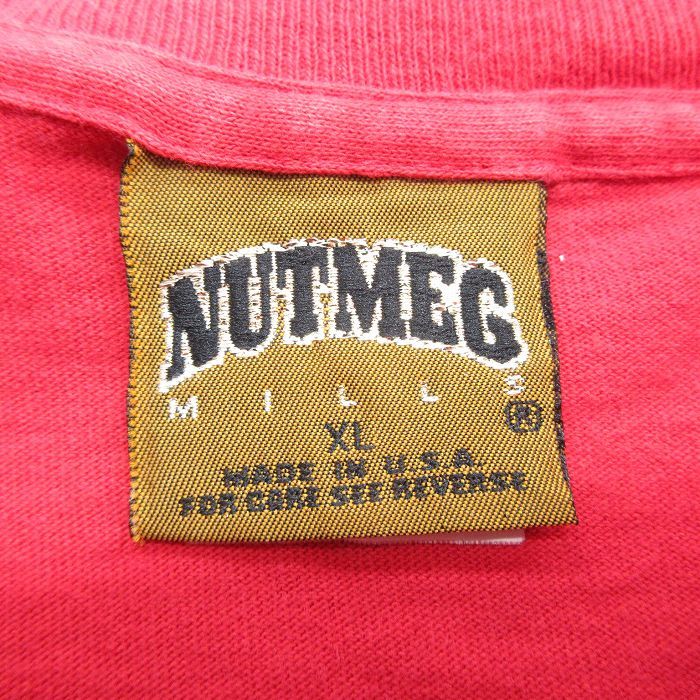 NUTMEG
MILLS
®
XL
MADE IN U.S.A.
FOR CARE SEE REVERSE